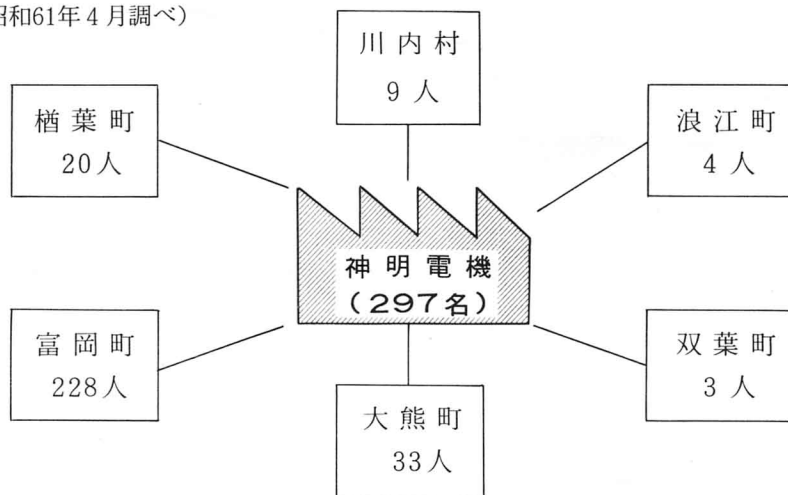 昭和61年4月調べ）
川内村
9人
楢葉町
20人
浪江町
4人
神明電機
（297名）
富岡町
228人
双葉町
3人
大熊町
33人